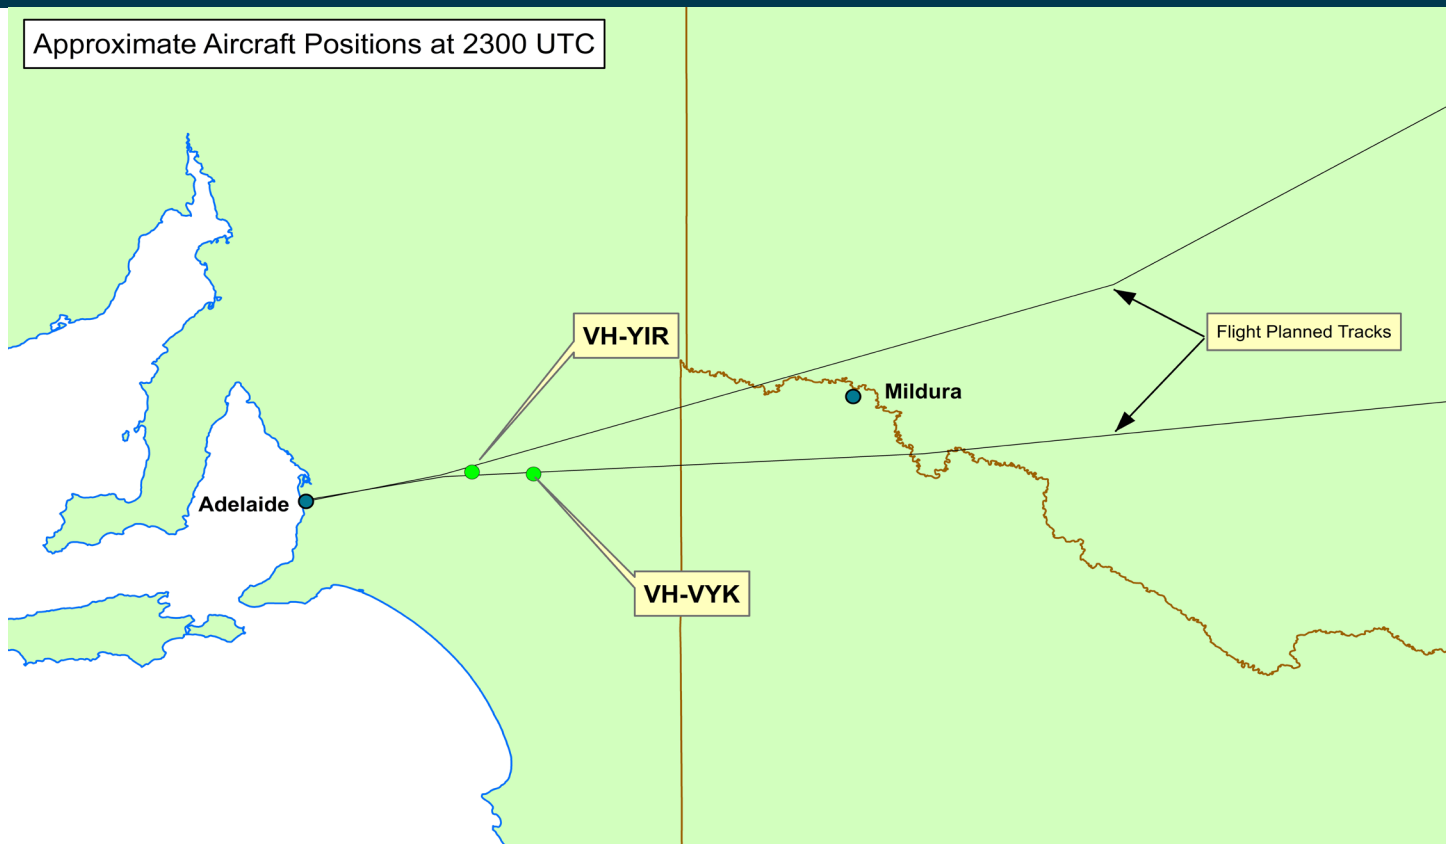 Approximate Aircraft Positions at 2300 UTC
VH-YIR
Flight Planned Tracks
Mildura
Adelaide
VH-VYK